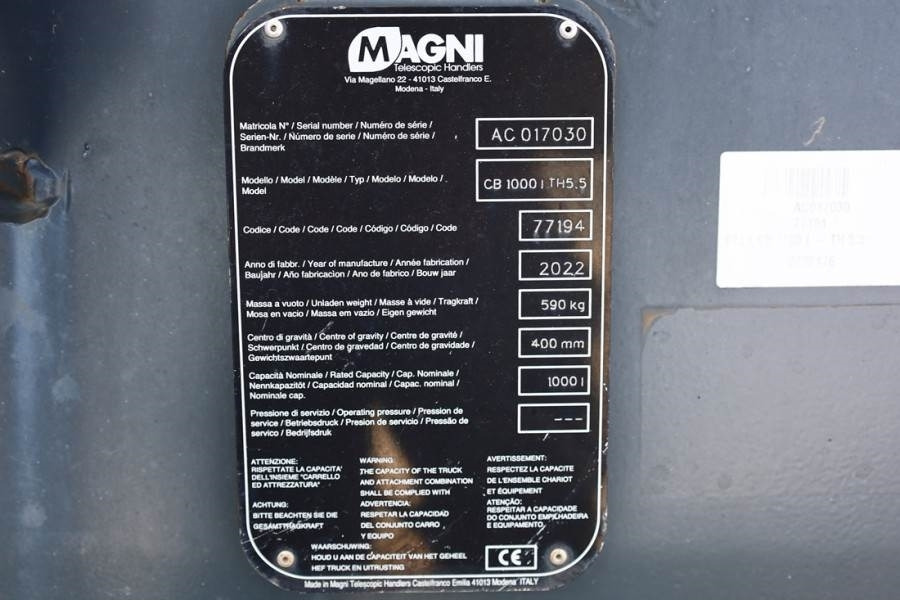 MAGNI
Telescopic Handlers
Via Magellano 22 - 41013 Castelfranco E.
Modena - Italy
Matricola N° / Serial number / Numéro de série /
Serien-Nr. / Número de serie / Numéro de série /
Brandmerk
AC 017030
Modello / Model / Modèle / Typ / Modelo / Modelo /
Model
CB 1000 l TH5.5
Codice / Code / Code / Code / Código / Código / Code
77194
Anno di fabbr. / Year of manufacture / Année fabrication /
Baujahr / Año fabricacion / Ano de fabrico / Bouw jaar
2022
Massa a vuoto / Unladen weight / Masse à vide / Tragkraft /
Mosa en vacio / Massa em vazio / Eigen gewicht
590 kg
Centro di gravità / Centre of gravity / Centre de gravité /
Schwerpunkt / Centro de gravedad / Centro de gravidade /
Gewichtszwaartepunt
400 mm
Capacità Nominale / Rated Capacity / Cap. Nominale /
Nennkapazitöt / Capacidad nominal / Capac. nominal /
Nominale cap.
1000 l
Pressione di servizio / Operating pressure / Pression de
service / Betriebsdruck / Presion de servicio / Pressão de
servico / Bedrijfsdruk
---
ATTENZIONE:
RISPETTATE LA CAPACITA'
DELL'INSIEME "CARRELLO
ED ATTREZZATURA"
WARNING:
THE CAPACITY OF THE TRUCK
AND ATTACHMENT COMBINATION
SHALL BE COMPLIED WITH
AVERTISSEMENT:
RESPECTEZ LA CAPACITE
DE L'ENSEMBLE CHARIOT
ET ÉQUIPEMENT
ACHTUNG:
BITTE BEACHTEN SIE DIE
GESAMTTRAGKRAFT
ADVERTENCIA:
RESPETAR LA CAPACIDAD
DEL CONJUNTO CARRO
Y EQUIPO
ATENÇÃO:
RESPEITAR A CAPACIDADE
DO CONJUNTO EMPILHADEIRA
E EQUIPAMENTO.
WAARSCHUWING:
HOUD U AAN DE CAPACITEIT VAN HET GEHEEL
HEF TRUCK EN UITRUSTING
CE
Made in Magni Telescopic Handlers Castelfranco Emilia 41013 Modena ITALY
AC017030
77194